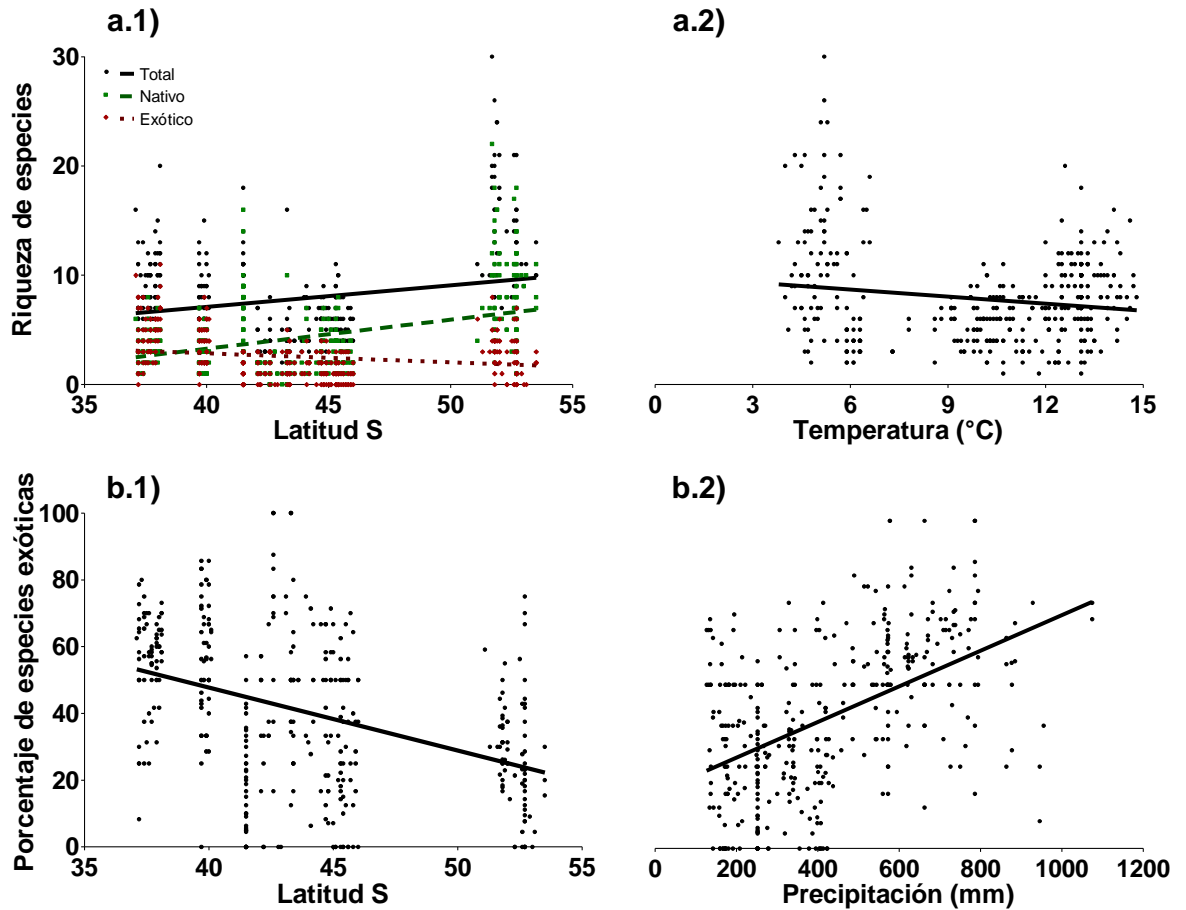 a.1)
a.2)
Riqueza de especies
30
20
10
0
Total
Nativo
Exótico
35
40
45
50
55
Latitud S
0
3
6
9
12
15
Temperatura (°C)
b.1)
b.2)
Porcentaje de especies exóticas
100
80
60
40
20
0
35
40
45
50
55
Latitud S
0
200
400
600
800
1000
1200
Precipitación (mm)